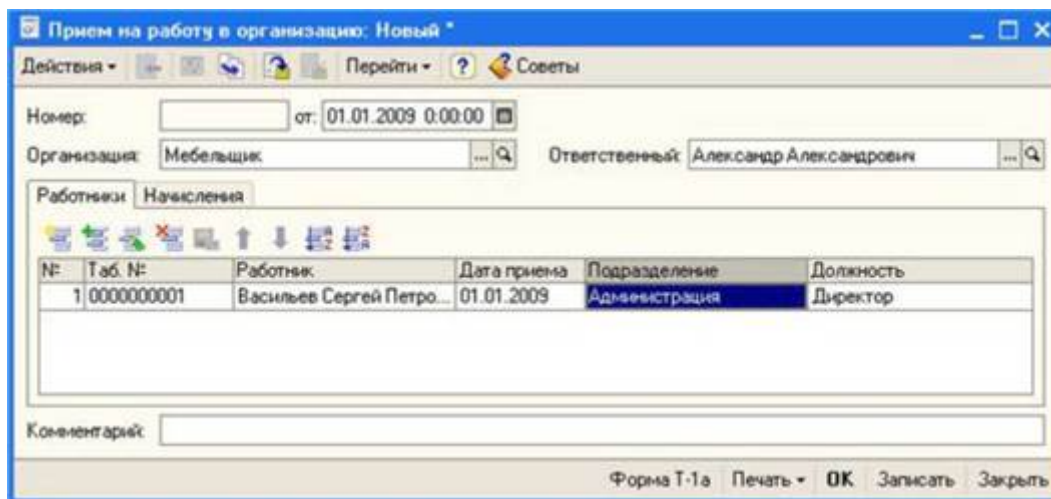 Прием на работу в организацию: Новый *
Действия Перейти ? Советы
Номер: от: 01.01.2009 0:00:00
Организация: Мебельщик ... Ответственный: Александр Александрович ...
Работники Начисления
№ Таб. № Работник Дата приема Подразделение Должность
1 0000000001 Васильев Сергей Петро... 01.01.2009 Администрация Директор
Комментарий:
Форма Т-1а Печать OK Записать Закрыть